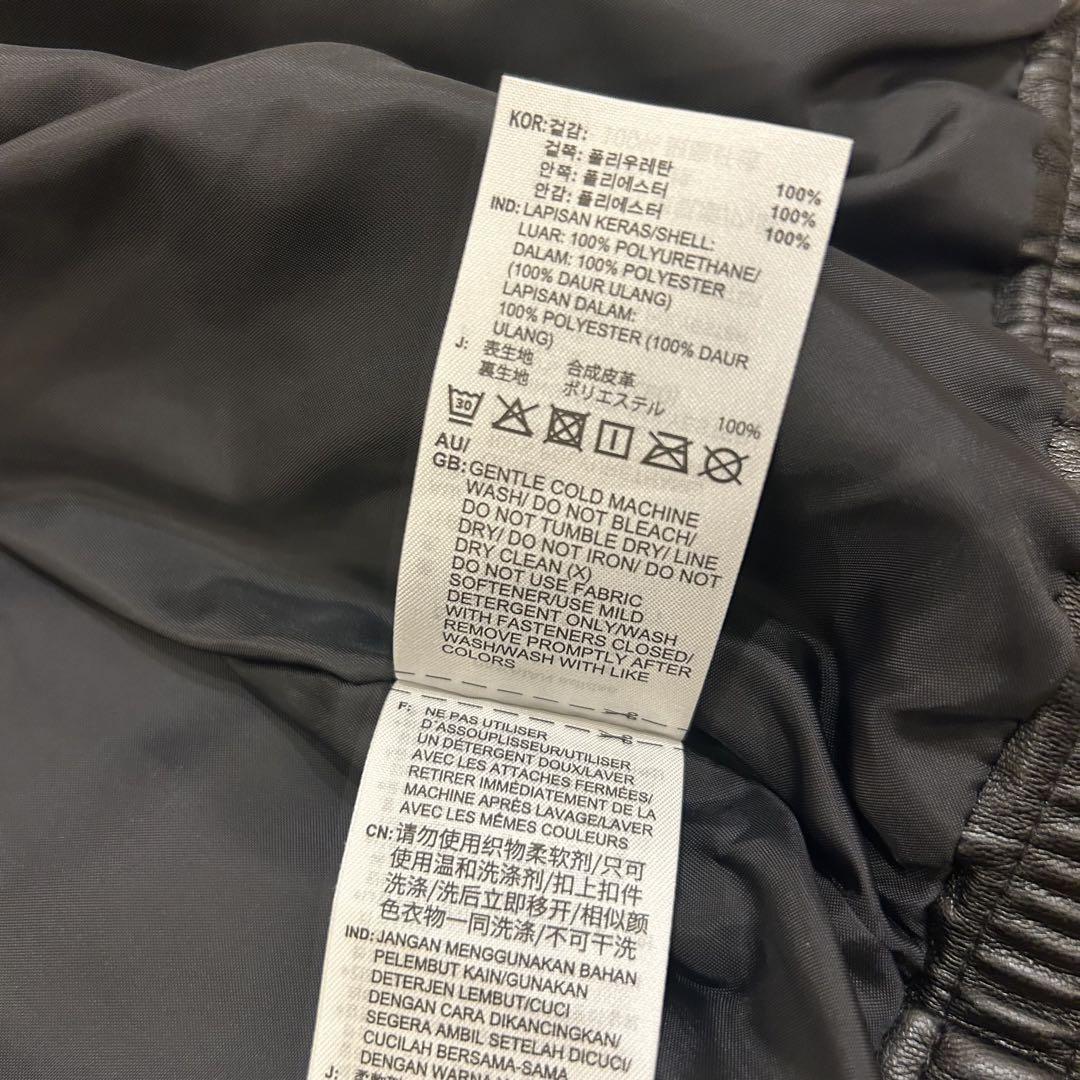 KOR: 겉감:
겉쪽: 폴리우레탄 100%
안쪽: 폴리에스터 100%
안감: 폴리에스터 100%
IND: LAPISAN KERAS/SHELL:
LUAR: 100% POLYURETHANE/
DALAM: 100% POLYESTER
(100% DAUR ULANG)
LAPISAN DALAM:
100% POLYESTER (100% DAUR
ULANG)
J: 表生地 合成皮革
裏生地 ポリエステル 100%
30
AU/
GB: GENTLE COLD MACHINE
WASH/ DO NOT BLEACH/
DO NOT TUMBLE DRY/ LINE
DRY/ DO NOT IRON/ DO NOT
DRY CLEAN (X)
DO NOT USE FABRIC
SOFTENER/USE MILD
DETERGENT ONLY/WASH
WITH FASTENERS CLOSED/
REMOVE PROMPTLY AFTER
WASH/WASH WITH LIKE
COLORS
F: NE PAS UTILISER
D'ASSOUPLISSEUR/UTILISER
UN DÉTERGENT DOUX/LAVER
AVEC LES ATTACHES FERMÉES/
RETIRER IMMÉDIATEMENT DE LA
MACHINE APRÈS LAVAGE/LAVER
AVEC LES MÊMES COULEURS
CN: 请勿使用织物柔软剂/只可
使用温和洗涤剂/扣上扣件
洗涤/洗后立即移开/相似颜
色衣物一同洗涤/不可干洗
IND: JANGAN MENGGUNAKAN BAHAN
PELEMBUT KAIN/GUNAKAN
DETERJEN LEMBUT/CUCI
DENGAN CARA DIKANCINGKAN/
SEGERA AMBIL SETELAH DICUCI/
CUCILAH BERSAMA-SAMA
DENGAN WARNA
J: 柔軟剤